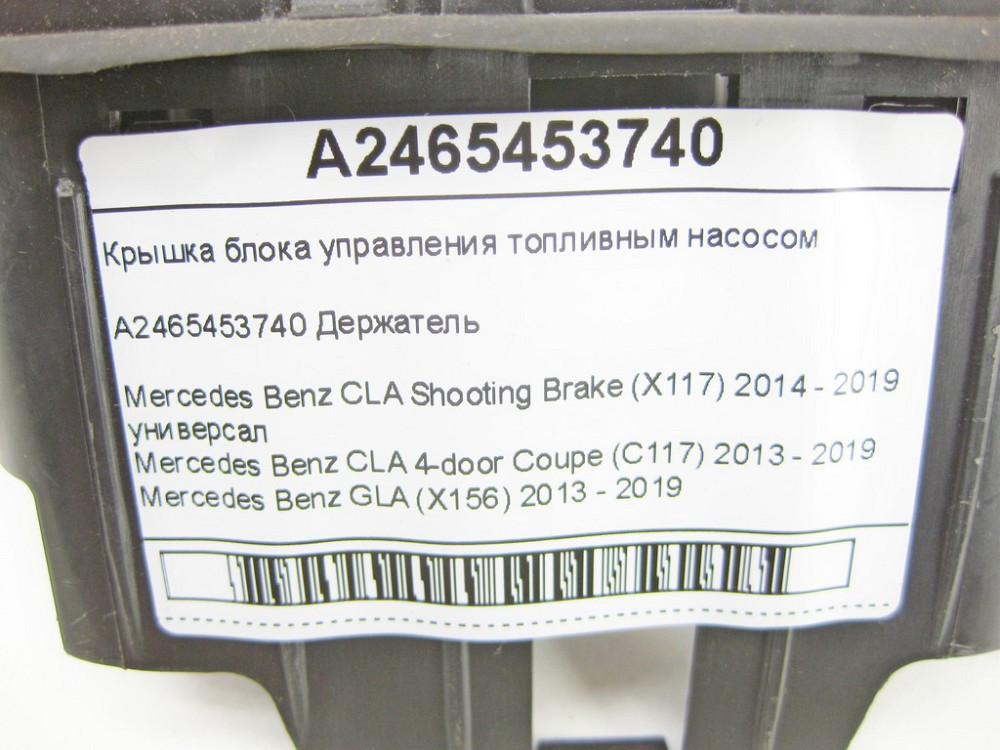 A2465453740
Крышка блока управления топливным насосом
A2465453740 Держатель
Mercedes Benz CLA Shooting Brake (X117) 2014 - 2019
универсал
Mercedes Benz CLA 4-door Coupe (C117) 2013 - 2019
Mercedes Benz GLA (X156) 2013 - 2019